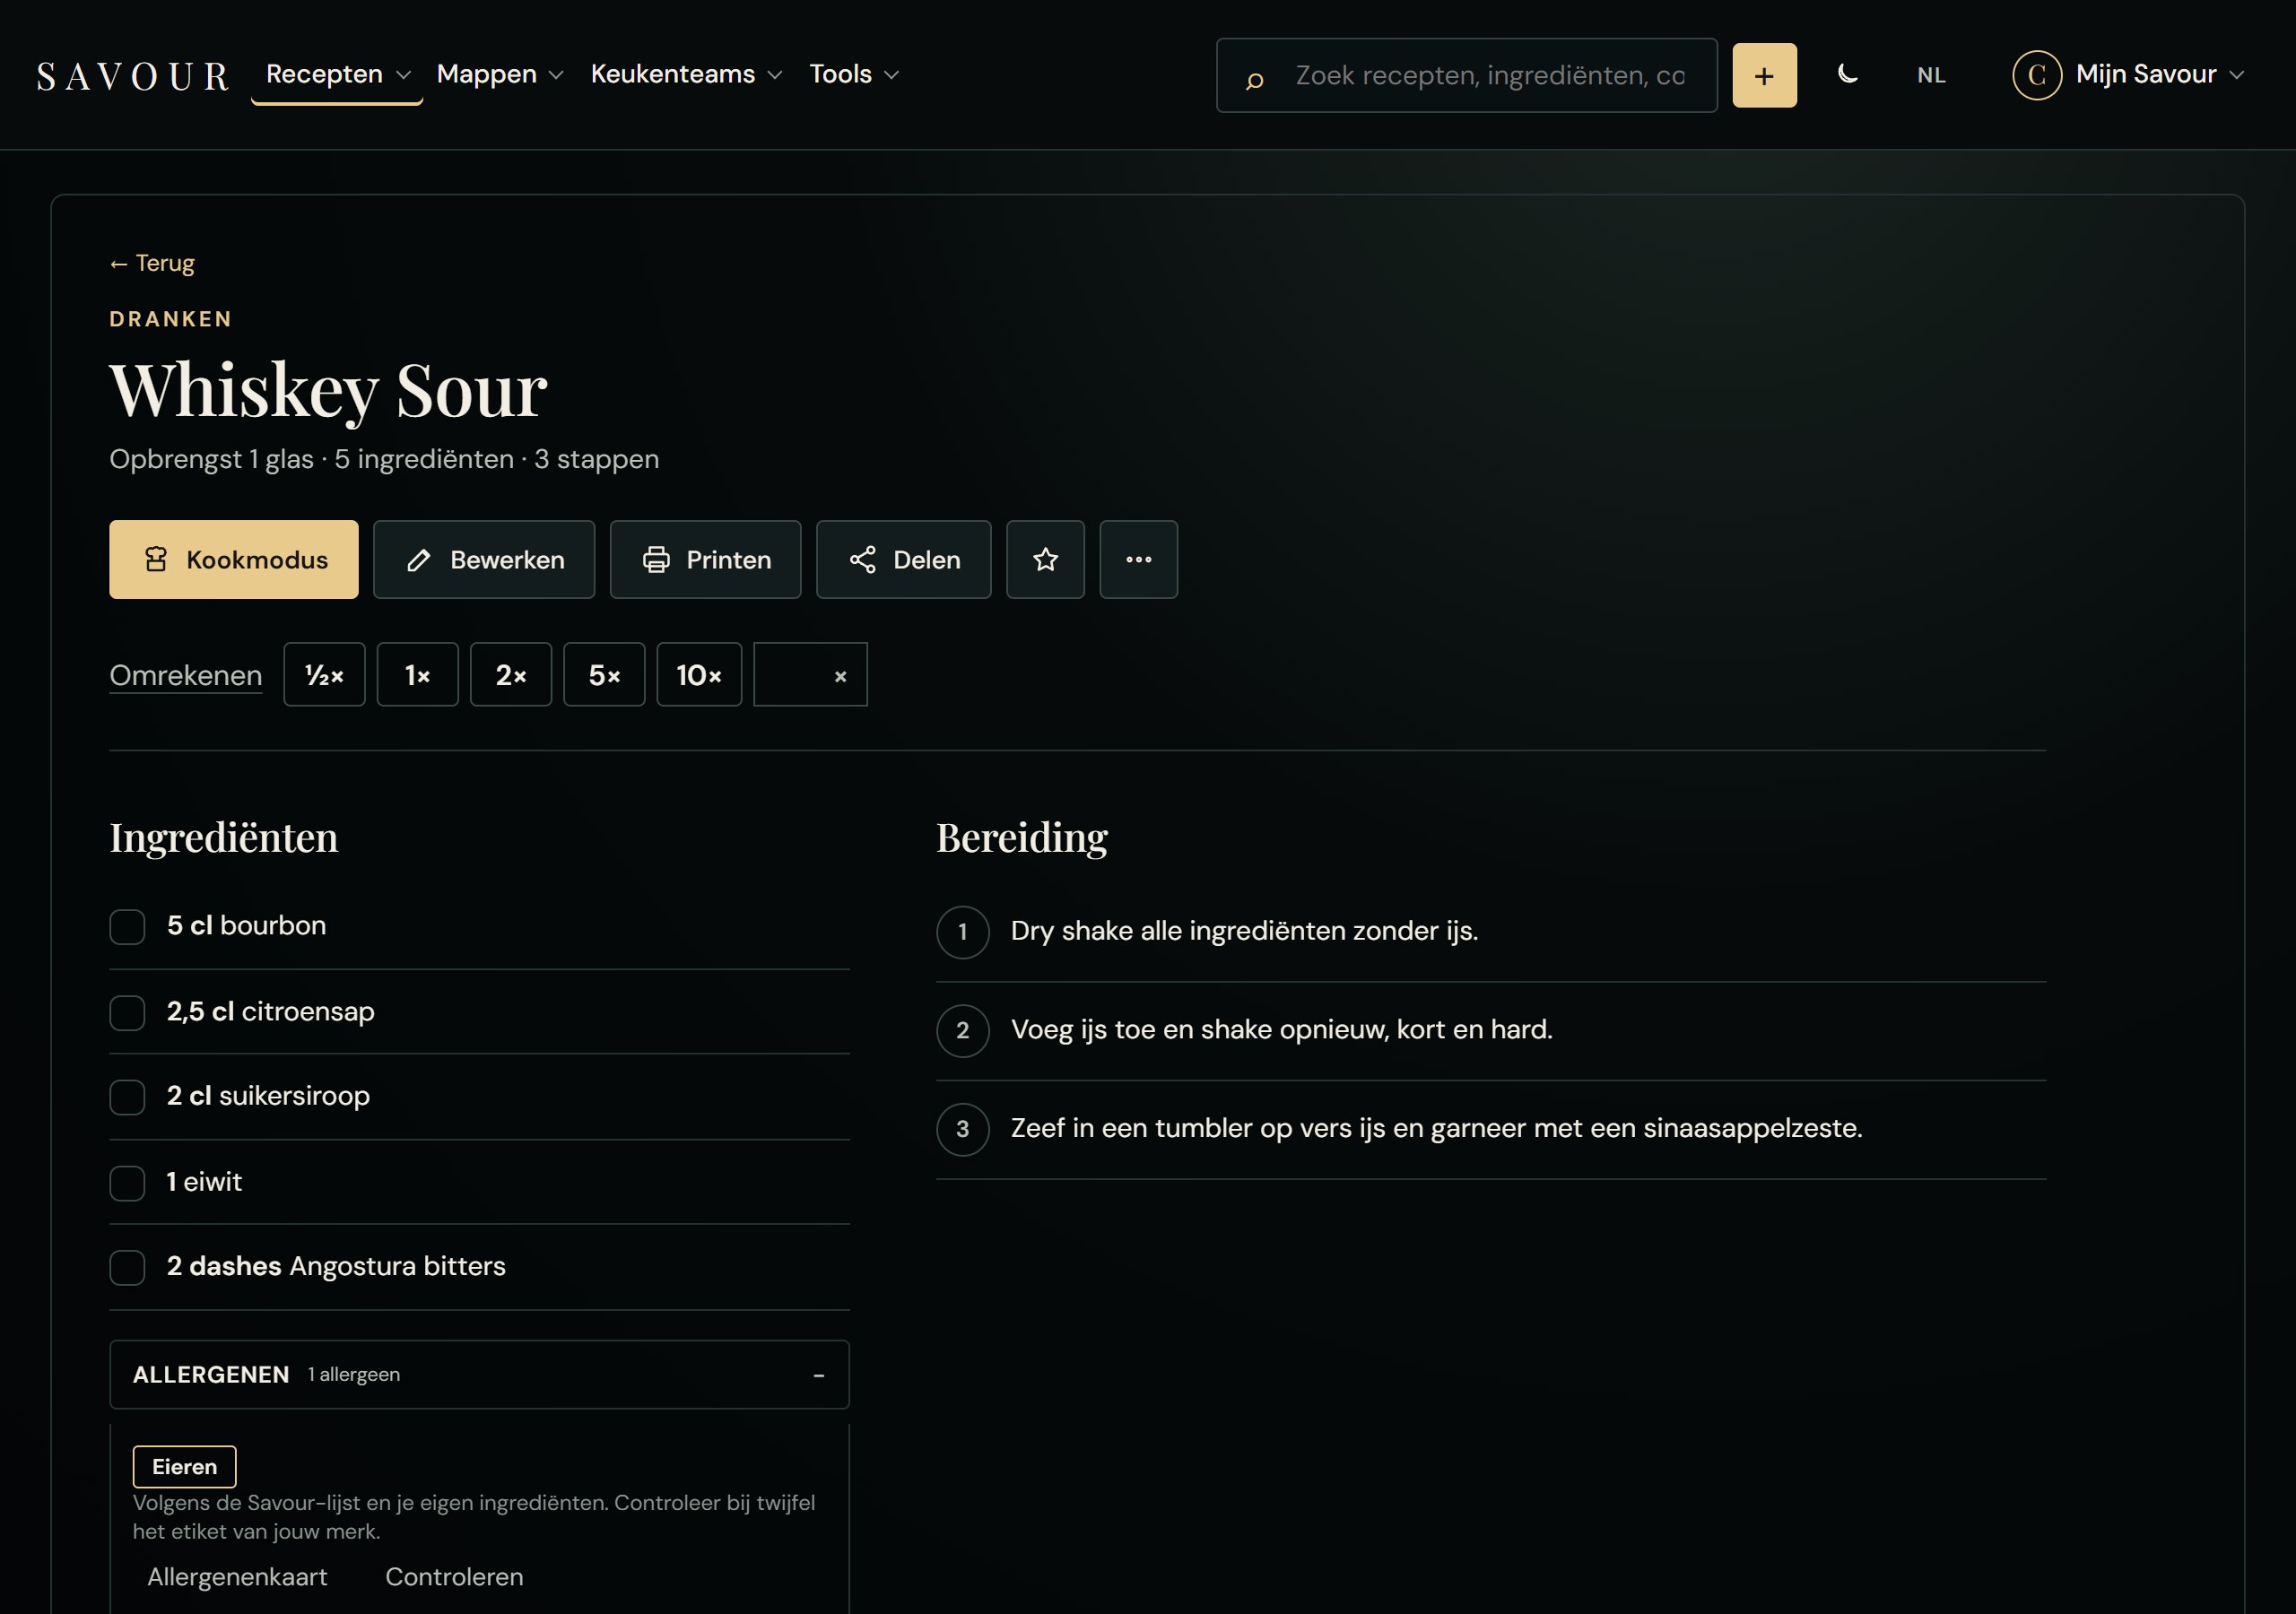 SAVOUR Recepten Mappen Keukenteams Tools Zoek recepten, ingrediënten, co + NL C Mijn Savour
← Terug
DRANKEN
Whiskey Sour
Opbrengst 1 glas · 5 ingrediënten · 3 stappen
Kookmodus Bewerken Printen Delen
Omrekenen ½× 1× 2× 5× 10× ×
Ingrediënten
5 cl bourbon
2,5 cl citroensap
2 cl suikersiroop
1 eiwit
2 dashes Angostura bitters
ALLERGENEN 1 allergeen –
Eieren
Volgens de Savour-lijst en je eigen ingrediënten. Controleer bij twijfel
het etiket van jouw merk.
Allergenenkaart Controleren
Bereiding
1 Dry shake alle ingrediënten zonder ijs.
2 Voeg ijs toe en shake opnieuw, kort en hard.
3 Zeef in een tumbler op vers ijs en garneer met een sinaasappelzeste.